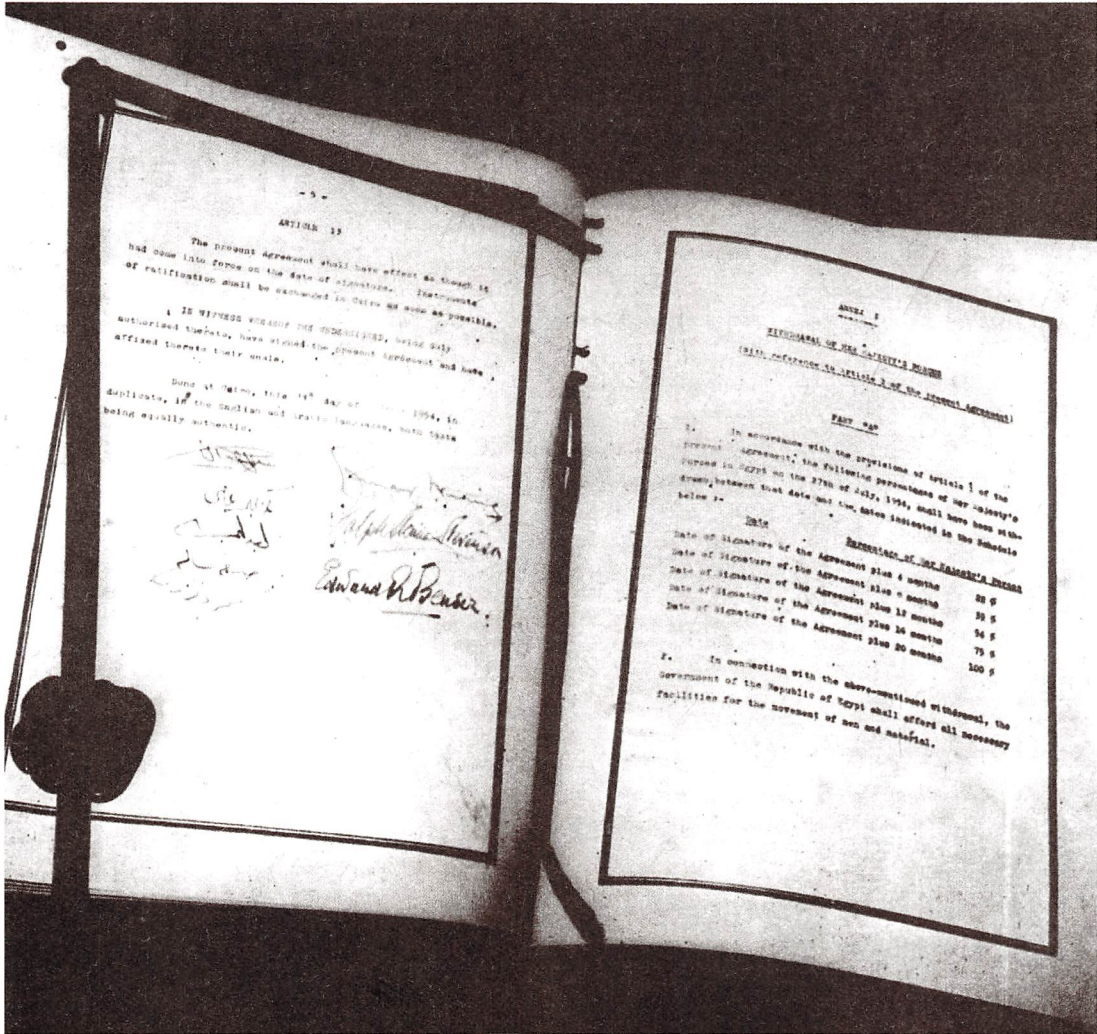 - 5 -
ARTICLE 13
The present Agreement shall have effect as though it
had come into force on the date of signature. Instruments
of ratification shall be exchanged in Cairo as soon as possible.
IN WITNESS WHEREOF THE UNDERSIGNED, being duly
authorised thereto, have signed the present Agreement and have
affixed thereto their seals.
Done at Cairo, this day of 1954, in
duplicate, in the English and Arabic languages, both texts
being equally authentic.
Ralph Stevenson
Edward R Benson.
ANNEX I
WITHDRAWAL OF HER MAJESTY'S FORCES
(With reference to Article 1 of the present Agreement)
PART "A"
1. In accordance with the provisions of Article 1 of the
present Agreement, the following percentages of Her Majesty's
Forces in Egypt on the 27th of July, 1954, shall have been with-
drawn between that date and the dates indicated in the Schedule
below :-
Date Percentage of Her Majesty's Forces
Date of Signature of the Agreement plus 4 months 22 %
Date of Signature of the Agreement plus 8 months
Date of Signature of the Agreement plus 12 months 54 %
Date of Signature of the Agreement plus 16 months 75 %
Date of Signature of the Agreement plus 20 months 100 %
2. In connection with the above-mentioned withdrawal, the
Government of the Republic of Egypt shall afford all necessary
facilities for the movement of men and material.